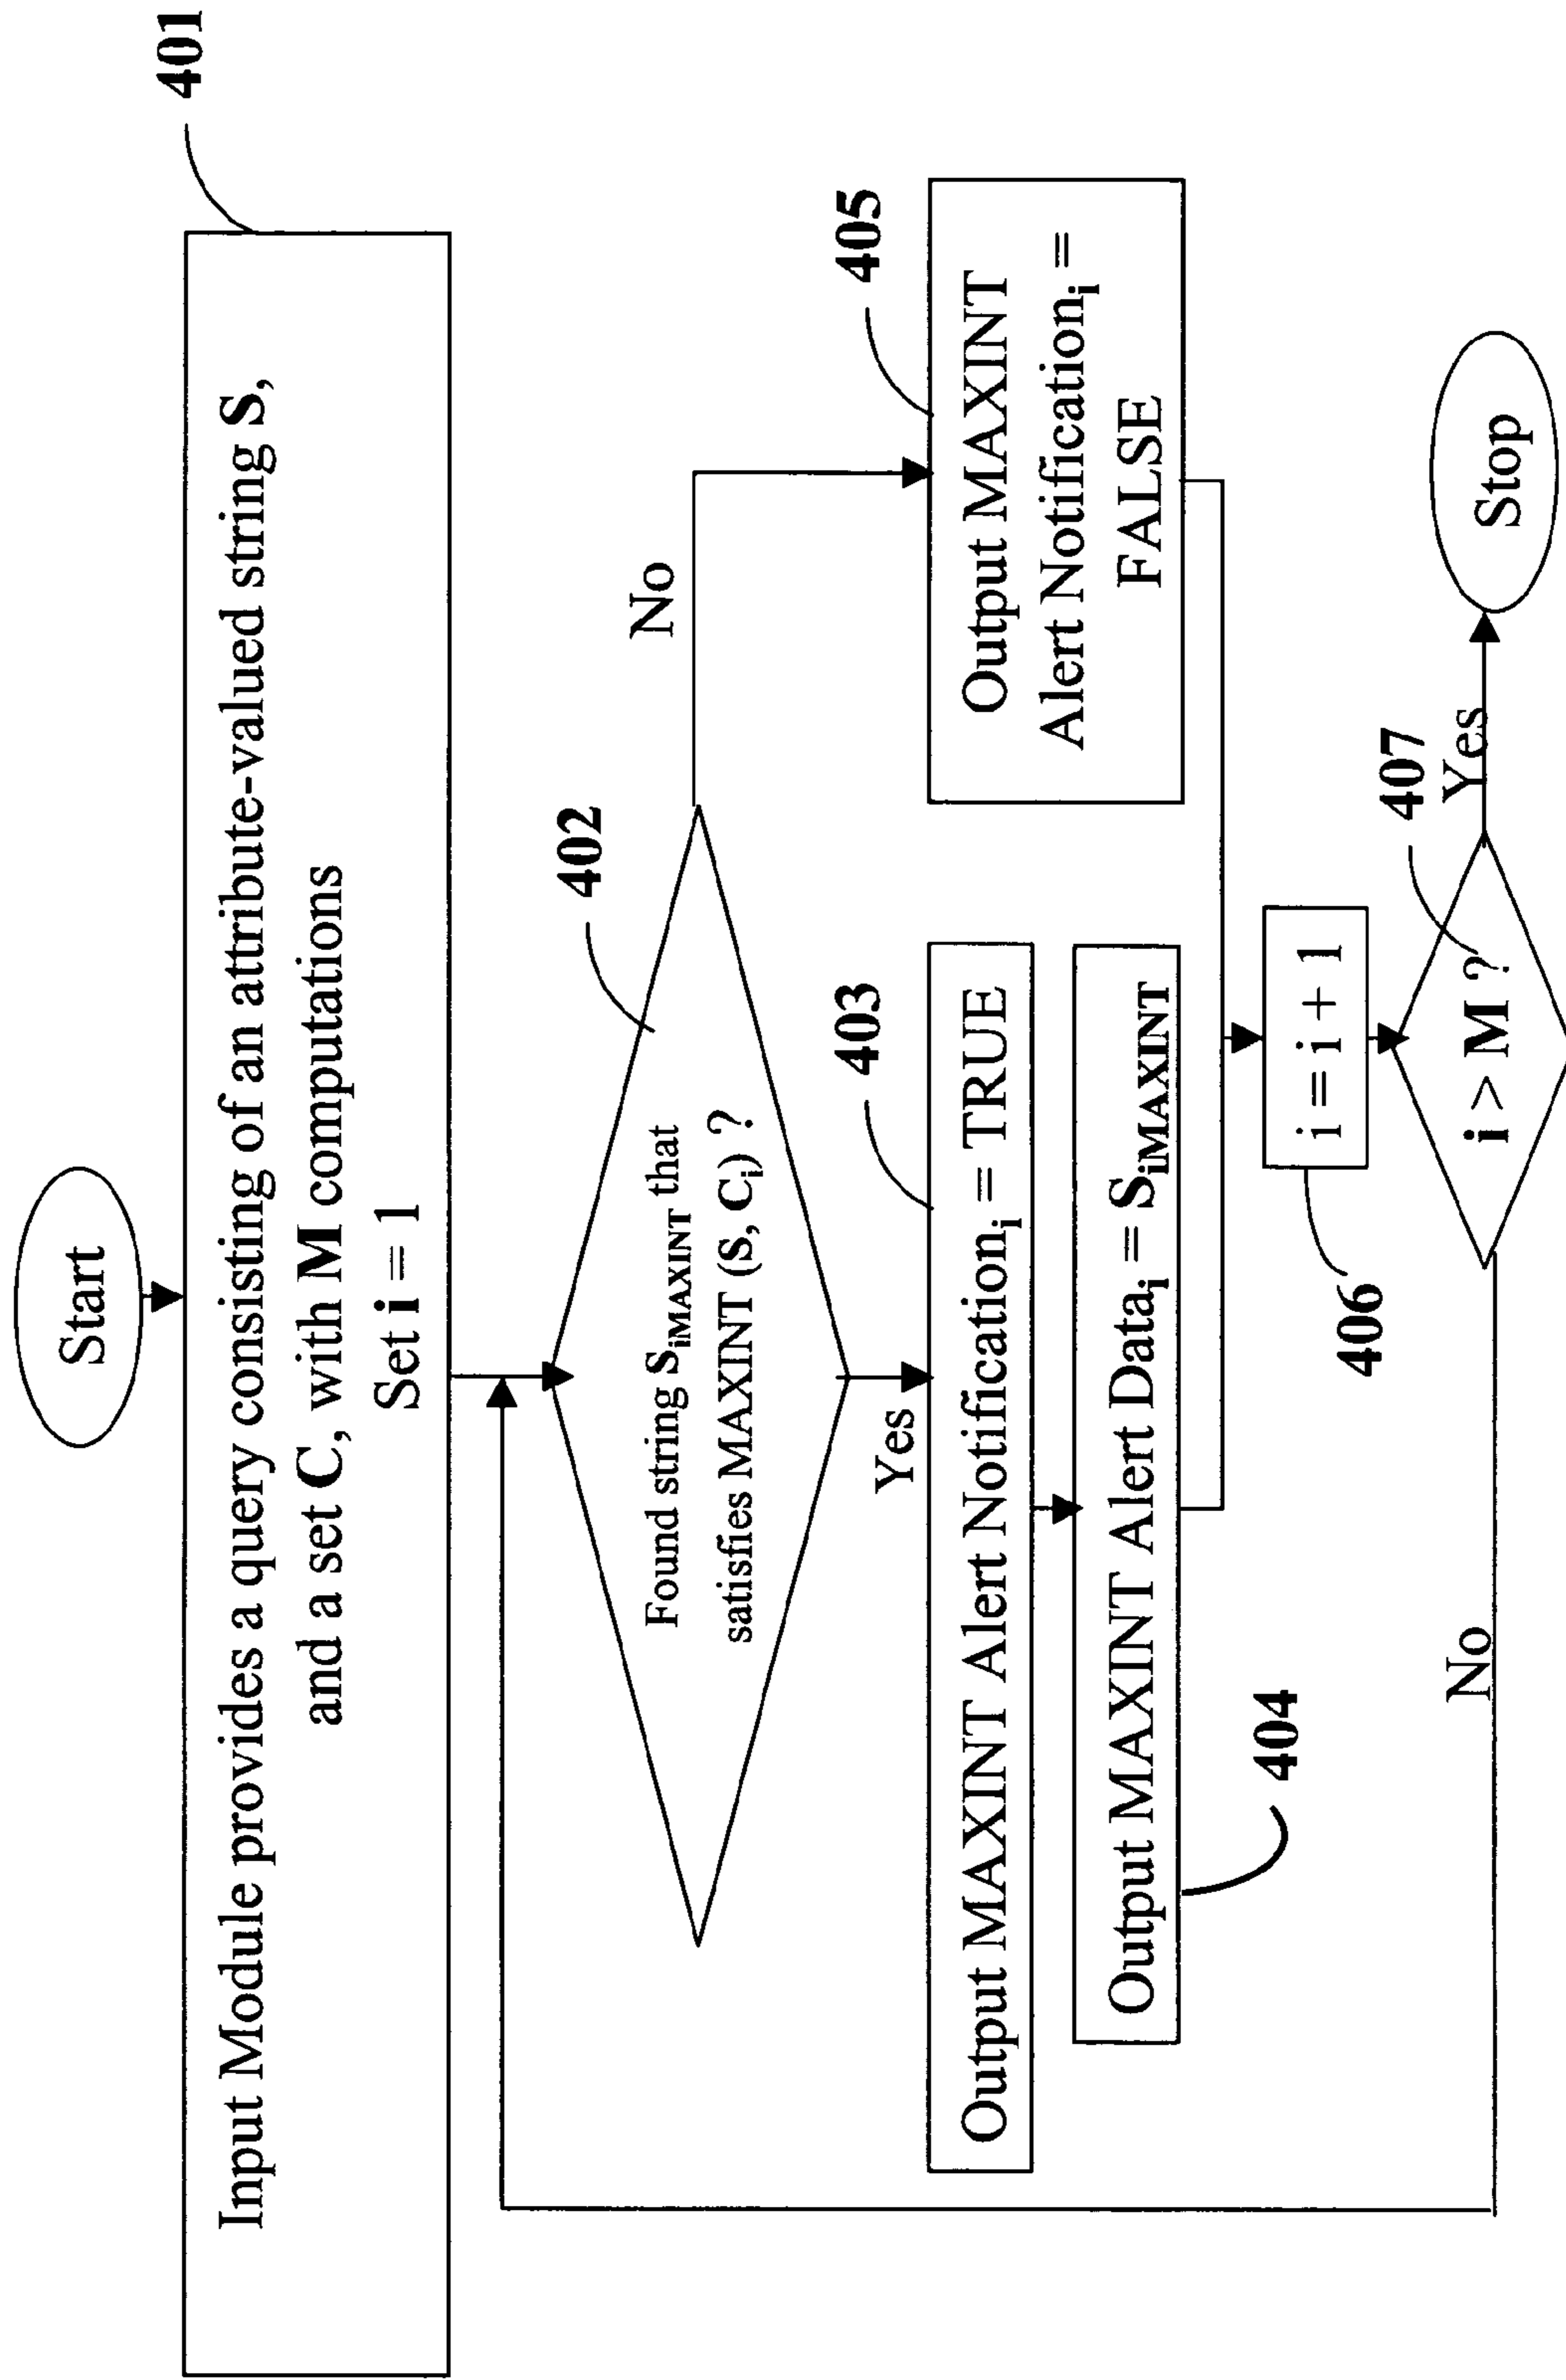 Start
401
Input Module provides a query consisting of an attribute-valued string S,
and a set C, with M computations
Set i = 1
402
Found string SiMAXINT that
satisfies MAXINT (S, Ci) ?
No
Yes
403
Output MAXINT Alert Notificationi = TRUE
405
Output MAXINT
Alert Notificationi =
FALSE
Output MAXINT Alert Datai = SiMAXINT
404
i = i + 1
406
407
i > M ?
Yes
No
Stop